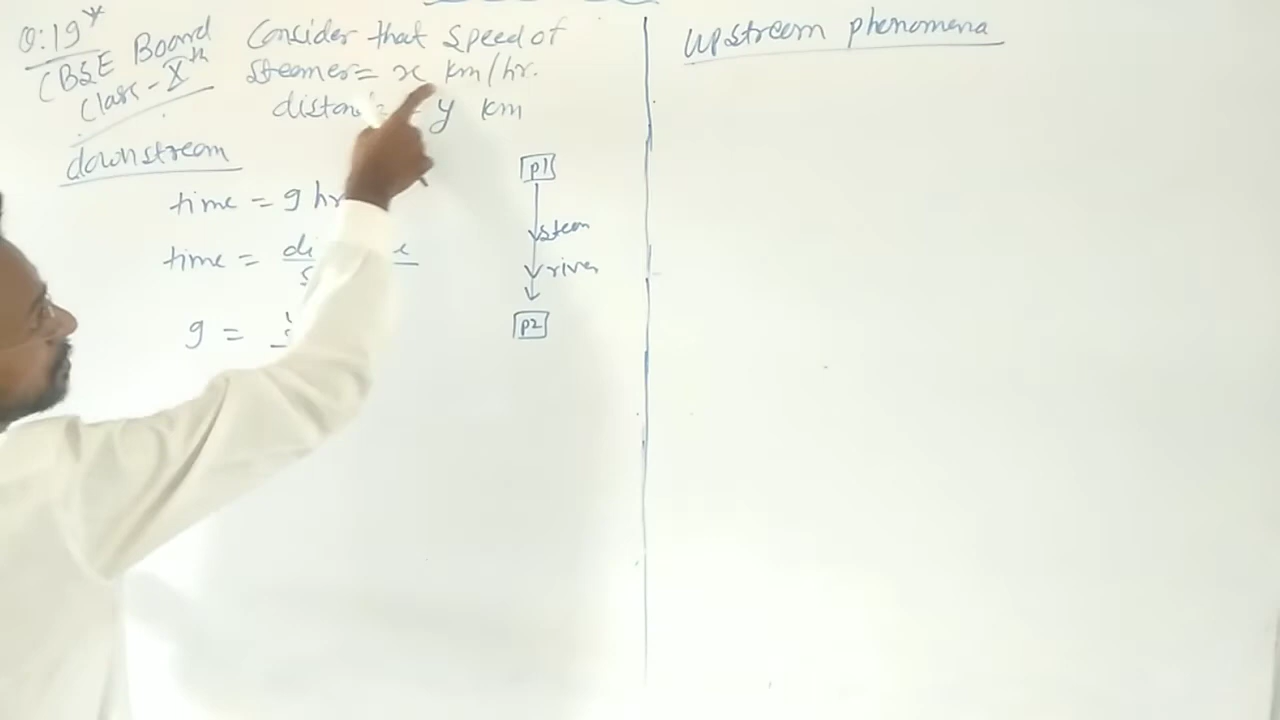 Q:19*
CBSE Board
Class - Xth
Consider that speed of
steamer = x km/hr.
y km
downstream
time = 9 hr
time =
9 =
p1
steam
river
p2
upstream phenomena